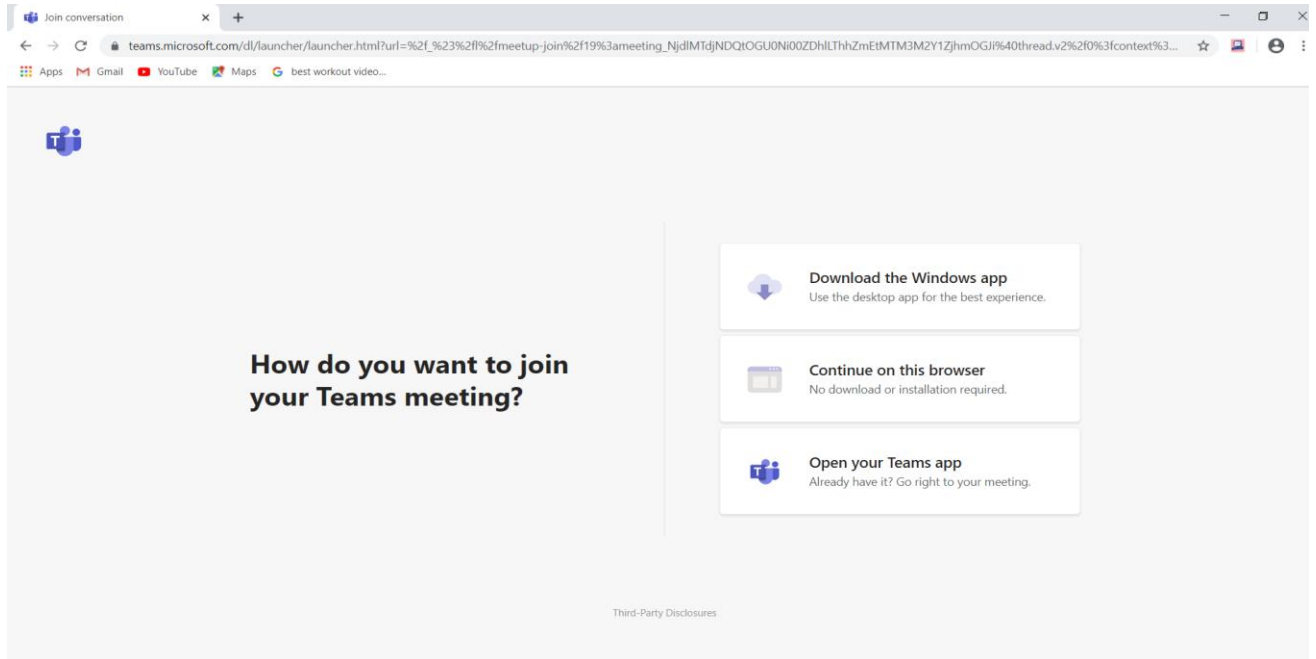 Join conversation
teams.microsoft.com/dl/launcher/launcher.html?url=%2f_%23%2fl%2fmeetup-join%2f19%3ameeting_NjdlMTdjNDQtOGU0Ni00ZDhlLThhZmEtMTM3M2Y1ZjhmOGJi%40thread.v2%2f0%3fcontext%3...
Apps Gmail YouTube Maps best workout video...
Download the Windows app
Use the desktop app for the best experience.
How do you want to join
your Teams meeting?
Continue on this browser
No download or installation required.
Open your Teams app
Already have it? Go right to your meeting.
Third-Party Disclosures